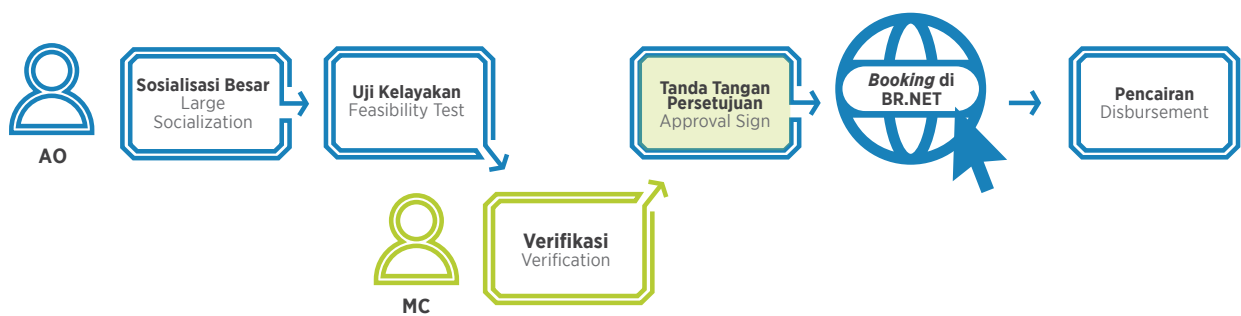 AO
Sosialisasi Besar
Large
Socialization
Uji Kelayakan
Feasibility Test
MC
Verifikasi
Verification
Tanda Tangan
Persetujuan
Approval Sign
Booking di
BR.NET
Pencairan
Disbursement